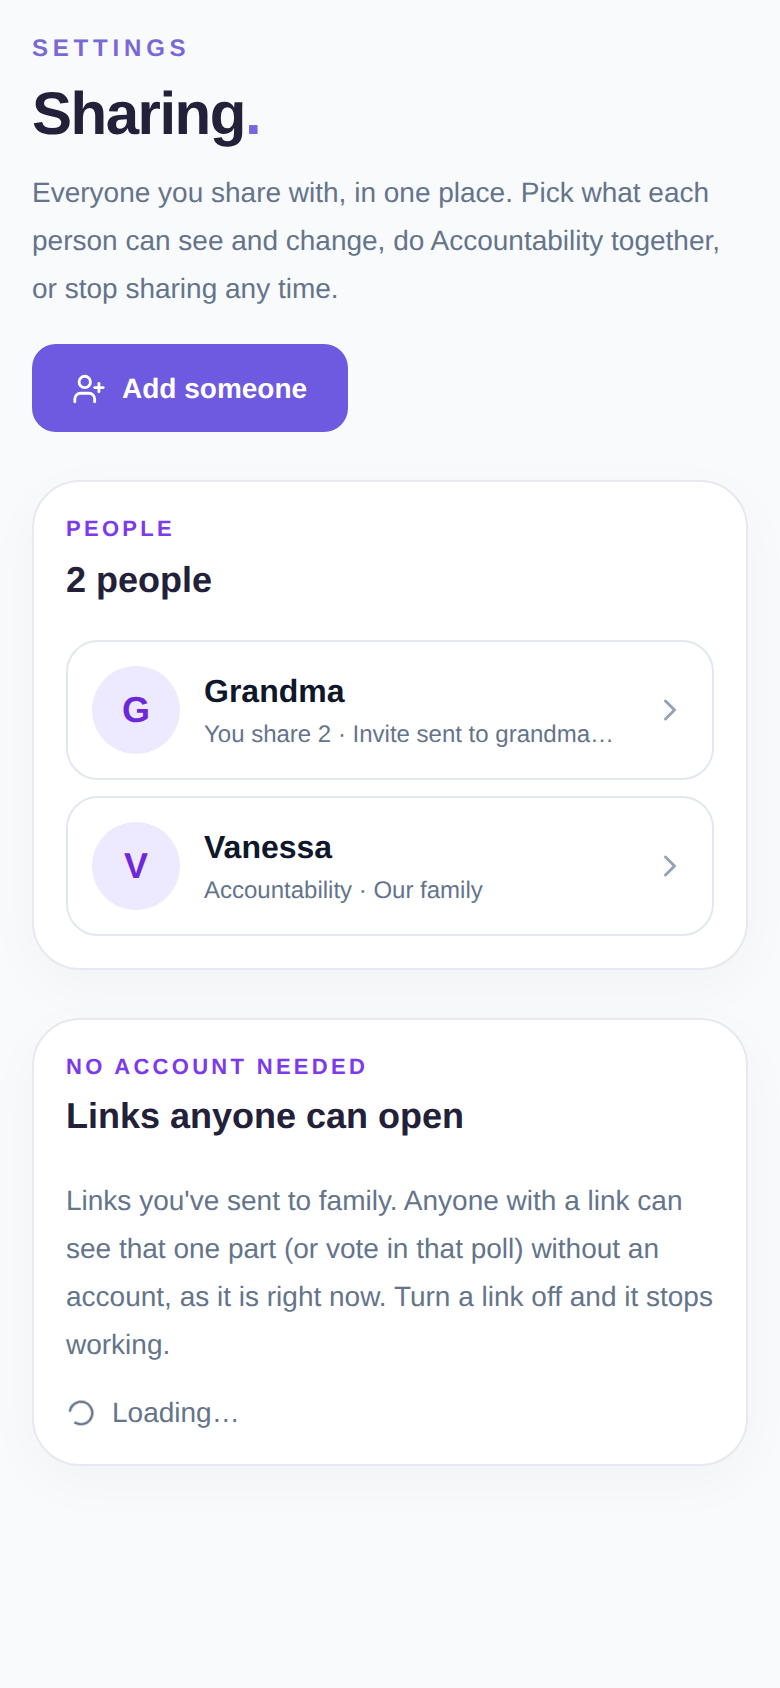 SETTINGS
Sharing.
Everyone you share with, in one place. Pick what each
person can see and change, do Accountability together,
or stop sharing any time.
Add someone
PEOPLE
2 people
G
Grandma
You share 2 · Invite sent to grandma…
V
Vanessa
Accountability · Our family
NO ACCOUNT NEEDED
Links anyone can open
Links you've sent to family. Anyone with a link can
see that one part (or vote in that poll) without an
account, as it is right now. Turn a link off and it stops
working.
Loading…